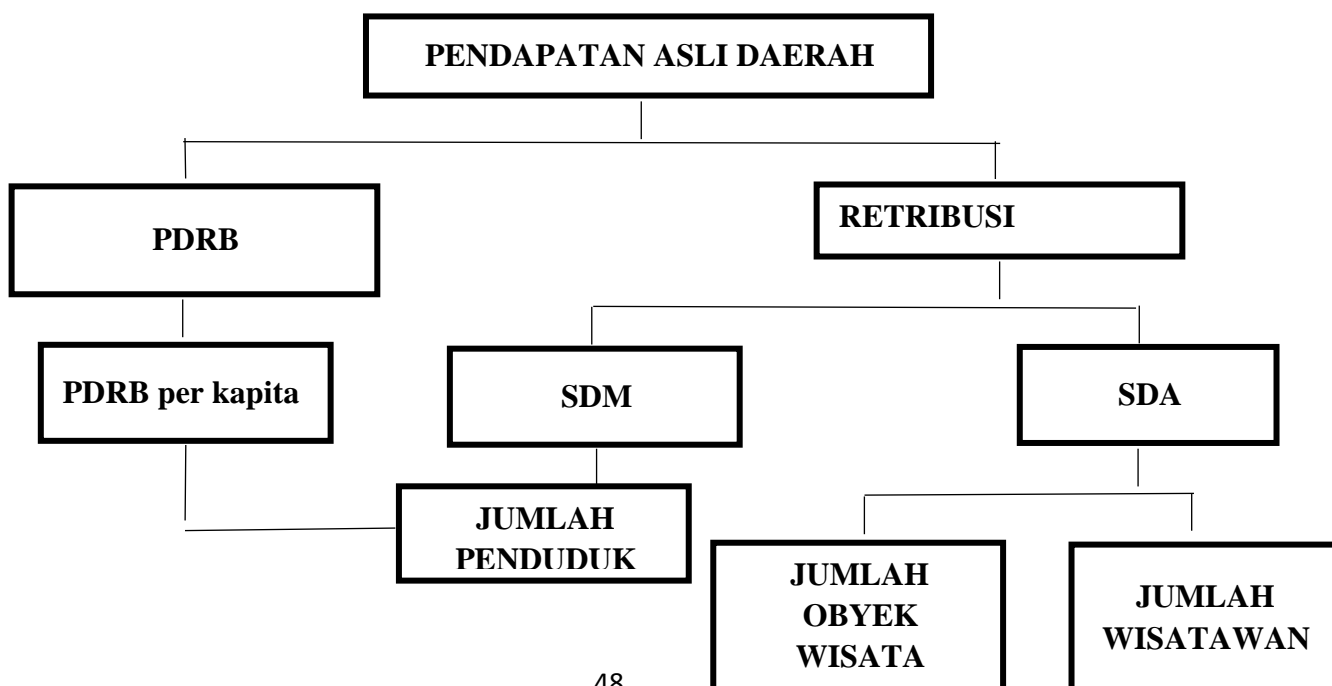 PENDAPATAN ASLI DAERAH
PDRB
RETRIBUSI
PDRB per kapita
SDM
SDA
JUMLAH
PENDUDUK
JUMLAH
OBYEK
WISATA
JUMLAH
WISATAWAN
48